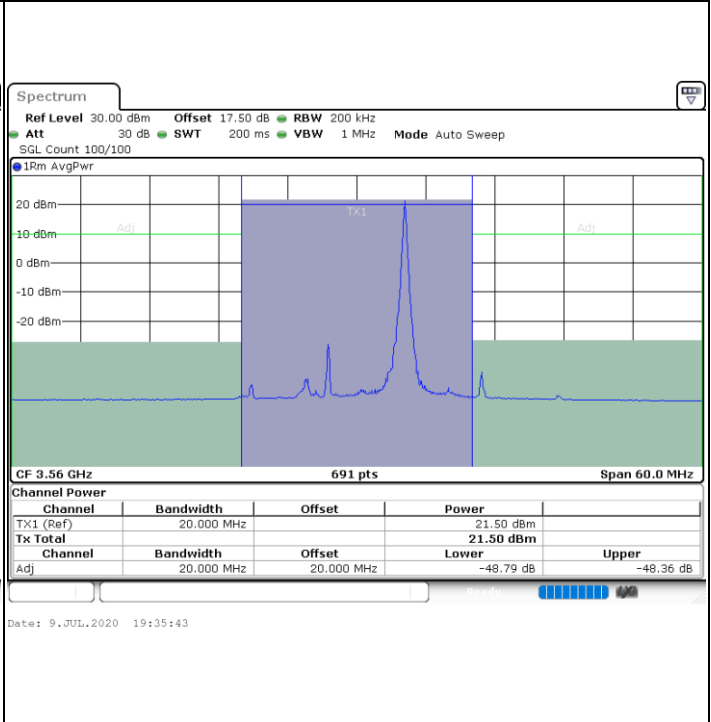 Spectrum
Ref Level 30.00 dBm Offset 17.50 dB RBW 200 kHz
Att 30 dB SWT 200 ms VBW 1 MHz Mode Auto Sweep
SGL Count 100/100
1Rm AvgPwr
20 dBm
TX1
Adj
Adj
10 dBm
0 dBm
-10 dBm
-20 dBm
CF 3.56 GHz 691 pts Span 60.0 MHz
Channel Power
Channel Bandwidth Offset Power
TX1 (Ref) 20.000 MHz 21.50 dBm
Tx Total 21.50 dBm
Channel Bandwidth Offset Lower Upper
Adj 20.000 MHz 20.000 MHz -48.79 dB -48.36 dB
Ready
Date: 9.JUL.2020 19:35:43